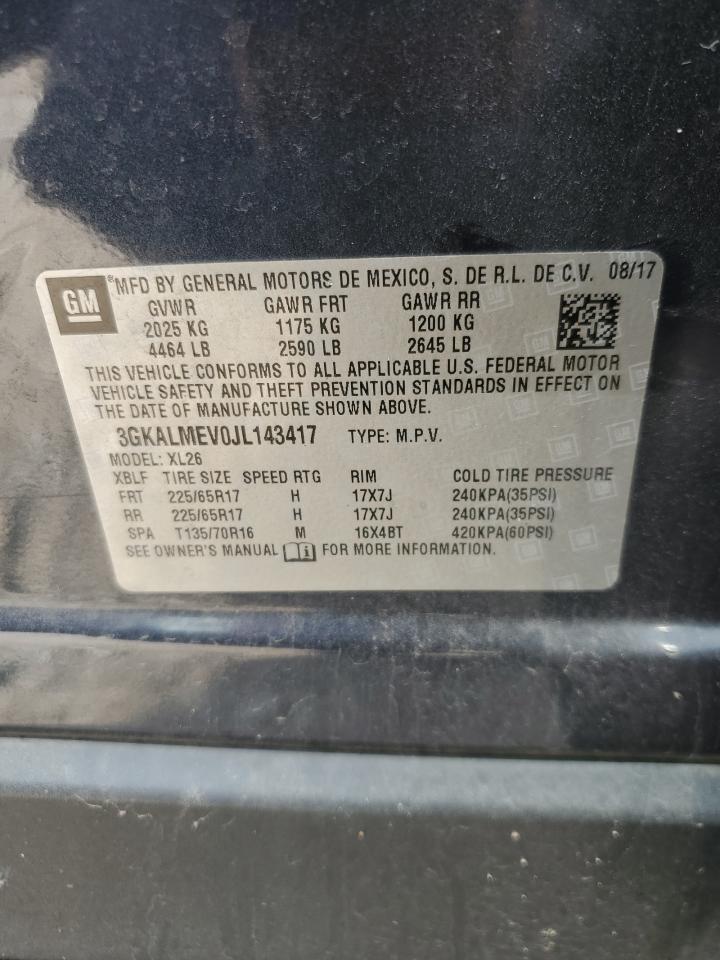 GM ®MFD BY GENERAL MOTORS DE MEXICO, S. DE R.L. DE C.V. 08/17
GVWR GAWR FRT GAWR RR
2025 KG 1175 KG 1200 KG
4464 LB 2590 LB 2645 LB
THIS VEHICLE CONFORMS TO ALL APPLICABLE U.S. FEDERAL MOTOR
VEHICLE SAFETY AND THEFT PREVENTION STANDARDS IN EFFECT ON
THE DATE OF MANUFACTURE SHOWN ABOVE.
3GKALMEV0JL143417 TYPE: M.P.V.
MODEL: XL26
XBLF TIRE SIZE SPEED RTG RIM COLD TIRE PRESSURE
FRT 225/65R17 H 17X7J 240KPA(35PSI)
RR 225/65R17 H 17X7J 240KPA(35PSI)
SPA T135/70R16 M 16X4BT 420KPA(60PSI)
SEE OWNER'S MANUAL i FOR MORE INFORMATION.